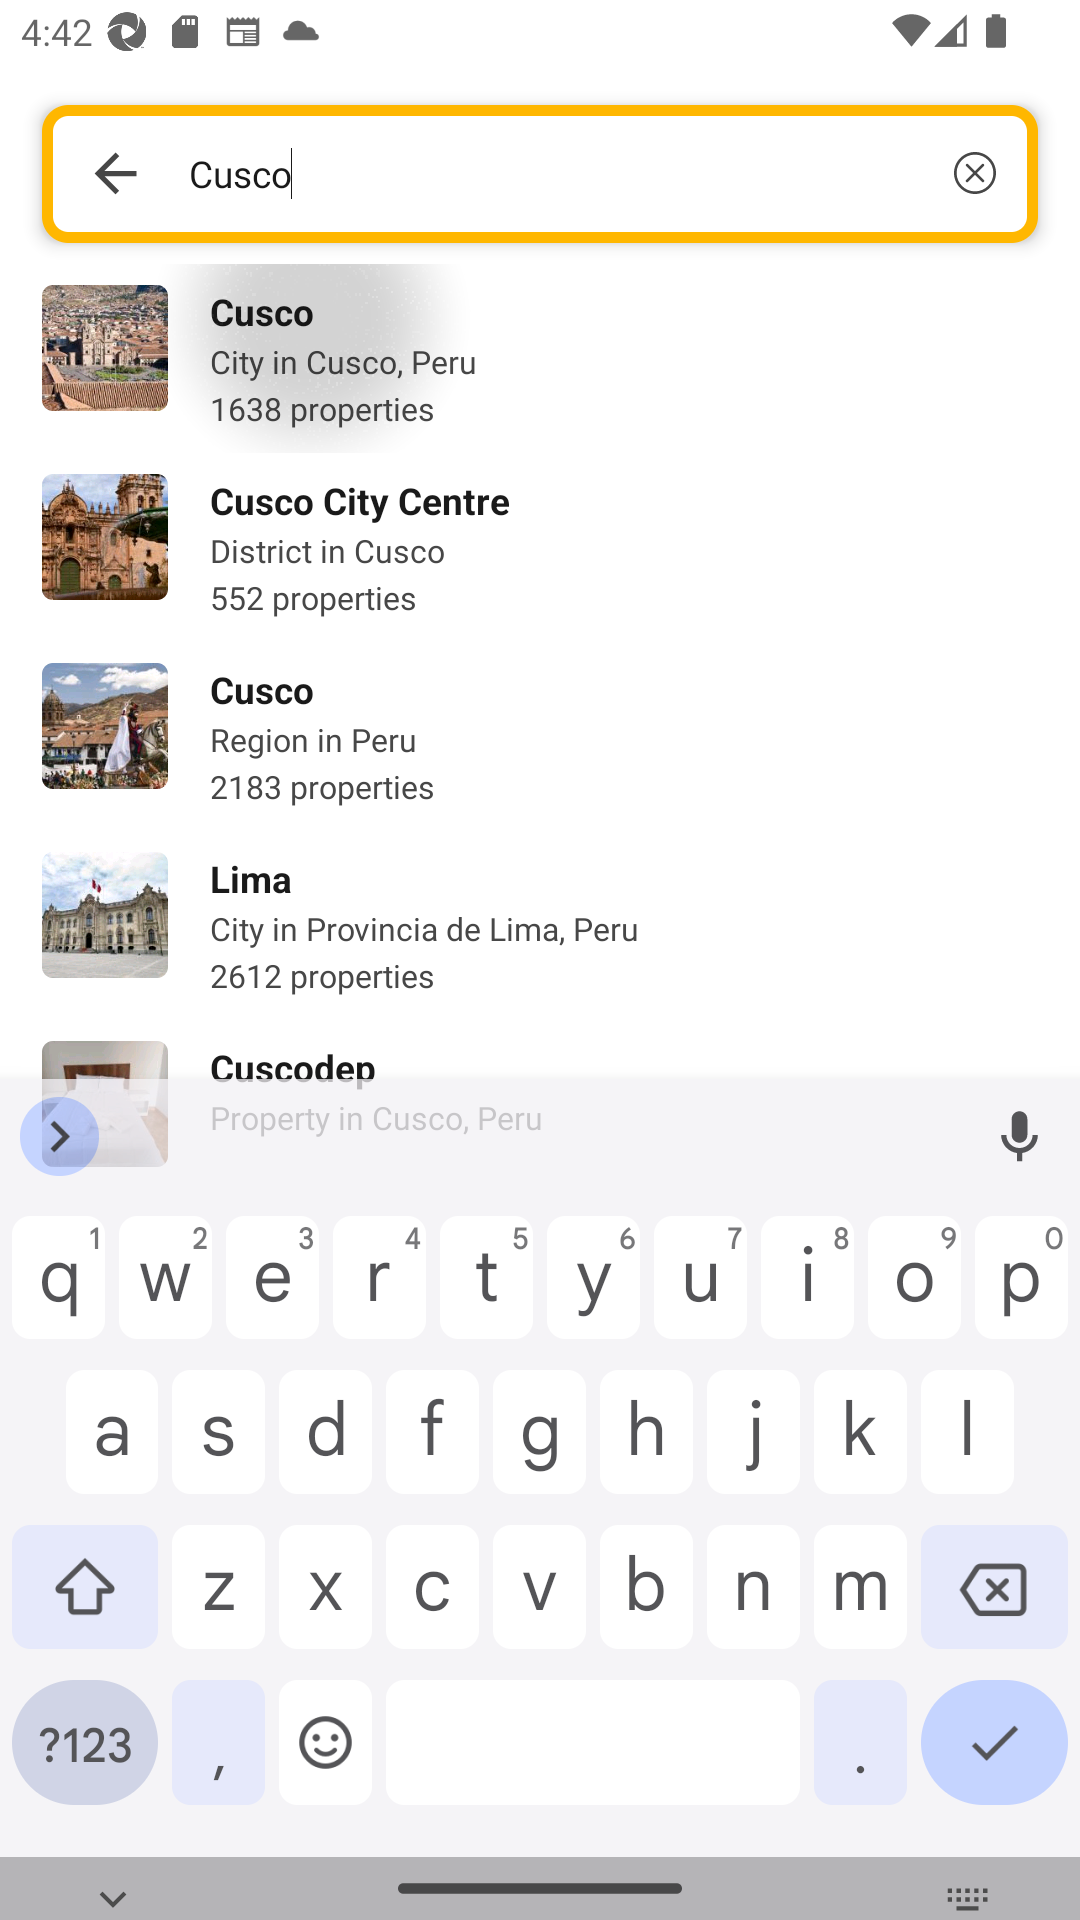 4:42
Cusco
Cusco
City in Cusco, Peru
1638 properties
Cusco City Centre
District in Cusco
552 properties
Cusco
Region in Peru
2183 properties
Lima
City in Provincia de Lima, Peru
2612 properties
Cuscodep
Property in Cusco, Peru
1 2 3 4 5 6 7 8 9 0
q w e r t y u i o p
a s d f g h j k l
z x c v b n m
?123 , .